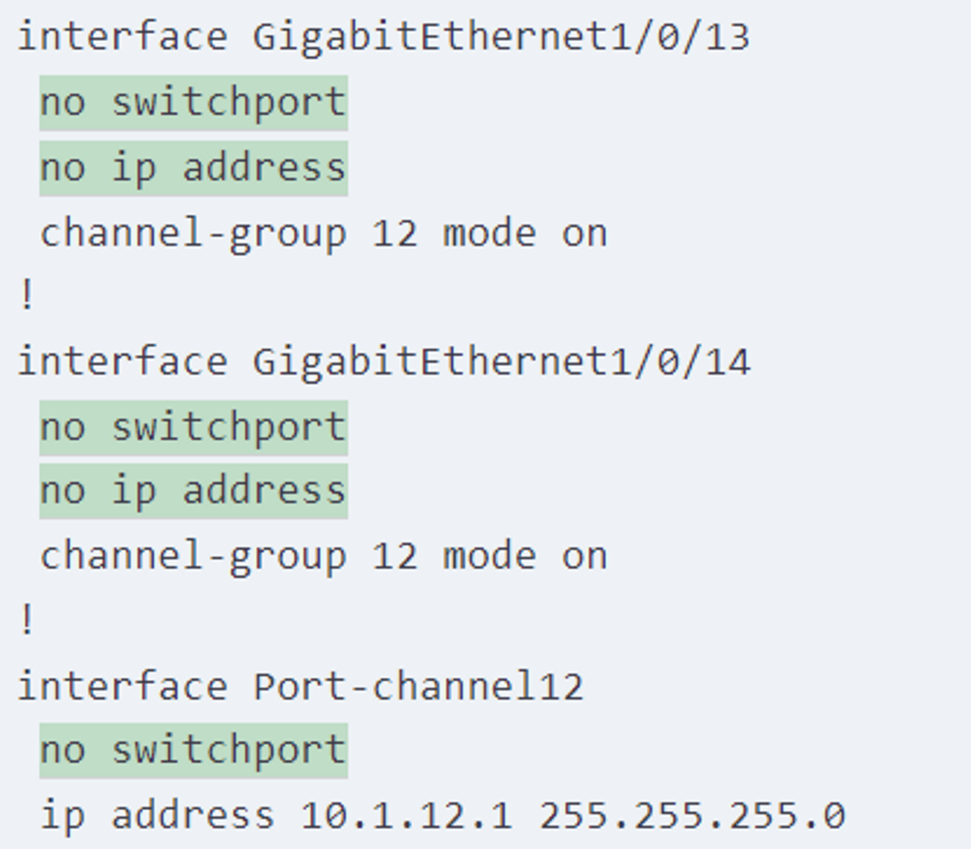 interface GigabitEthernet1/0/13
no switchport
no ip address
channel-group 12 mode on
!
interface GigabitEthernet1/0/14
no switchport
no ip address
channel-group 12 mode on
!
interface Port-channel12
no switchport
ip address 10.1.12.1 255.255.255.0